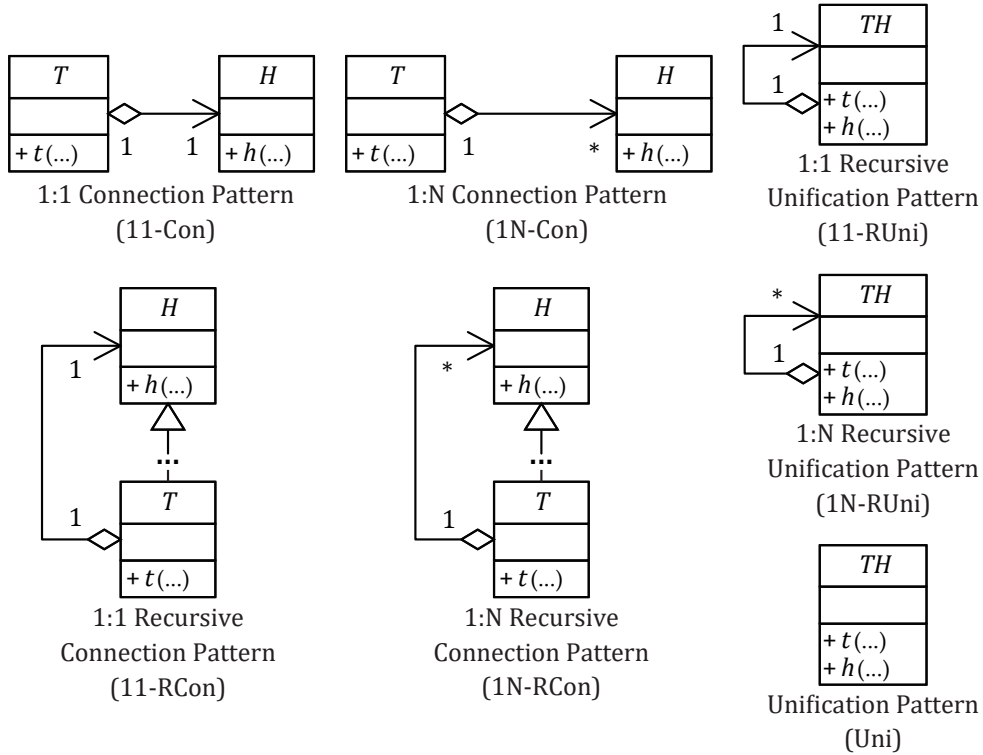 T
+ t(...)
1
1
H
+ h(...)
1:1 Connection Pattern
(11-Con)
T
+ t(...)
1
*
H
+ h(...)
1:N Connection Pattern
(1N-Con)
1
TH
1
+ t(...)
+ h(...)
1:1 Recursive
Unification Pattern
(11-RUni)
H
1
+ h(...)
...
T
1
+ t(...)
1:1 Recursive
Connection Pattern
(11-RCon)
H
*
+ h(...)
...
T
1
+ t(...)
1:N Recursive
Connection Pattern
(1N-RCon)
*
TH
1
+ t(...)
+ h(...)
1:N Recursive
Unification Pattern
(1N-RUni)
TH
+ t(...)
+ h(...)
Unification Pattern
(Uni)